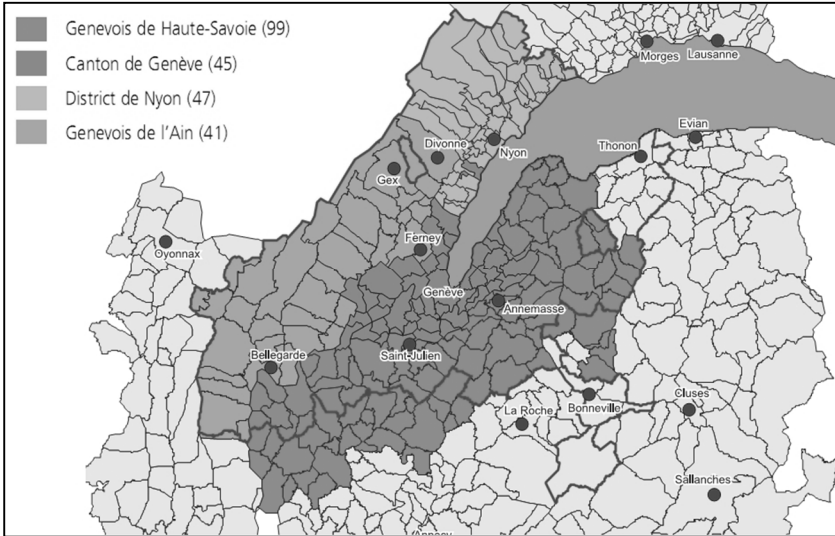 Genevois de Haute-Savoie (99)
Canton de Genève (45)
District de Nyon (47)
Genevois de l'Ain (41)
Morges
Lausanne
Evian
Thonon
Nyon
Divonne
Gex
Oyonnax
Ferney
Genève
Annemasse
Saint-Julien
Bellegarde
La Roche
Bonneville
Cluses
Sallanches